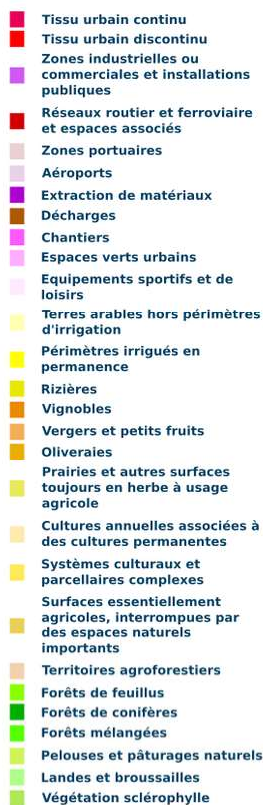 Tissu urbain continu
Tissu urbain discontinu
Zones industrielles ou
commerciales et installations
publiques
Réseaux routier et ferroviaire
et espaces associés
Zones portuaires
Aéroports
Extraction de matériaux
Décharges
Chantiers
Espaces verts urbains
Equipements sportifs et de
loisirs
Terres arables hors périmètres
d'irrigation
Périmètres irrigués en
permanence
Rizières
Vignobles
Vergers et petits fruits
Oliveraies
Prairies et autres surfaces
toujours en herbe à usage
agricole
Cultures annuelles associées à
des cultures permanentes
Systèmes culturaux et
parcellaires complexes
Surfaces essentiellement
agricoles, interrompues par
des espaces naturels
importants
Territoires agroforestiers
Forêts de feuillus
Forêts de conifères
Forêts mélangées
Pelouses et pâturages naturels
Landes et broussailles
Végétation sclérophylle